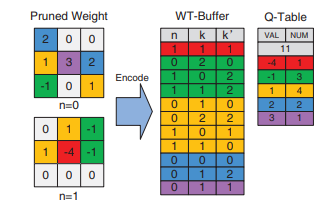 Pruned Weight WT-Buffer Q-Table
2 0 0
1 3 2
-1 0 1
n=0
0 1 -1
1 -4 -1
0 0 0
n=1
Encode
n k k'
1 1 1
0 2 0
1 0 2
1 1 2
0 1 0
0 2 2
1 0 1
1 1 0
0 0 0
0 1 2
0 1 1
VAL NUM
11
-4 1
-1 3
1 4
2 2
3 1